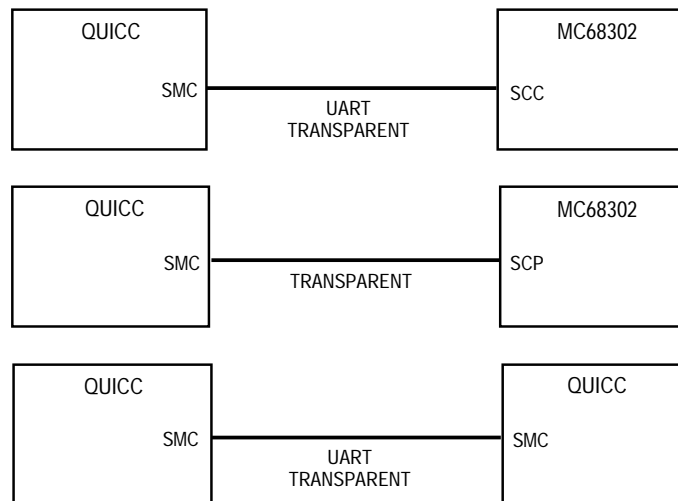 QUICC
MC68302
SMC
SCC
UART
TRANSPARENT
QUICC
MC68302
SMC
SCP
TRANSPARENT
QUICC
QUICC
SMC
SMC
UART
TRANSPARENT